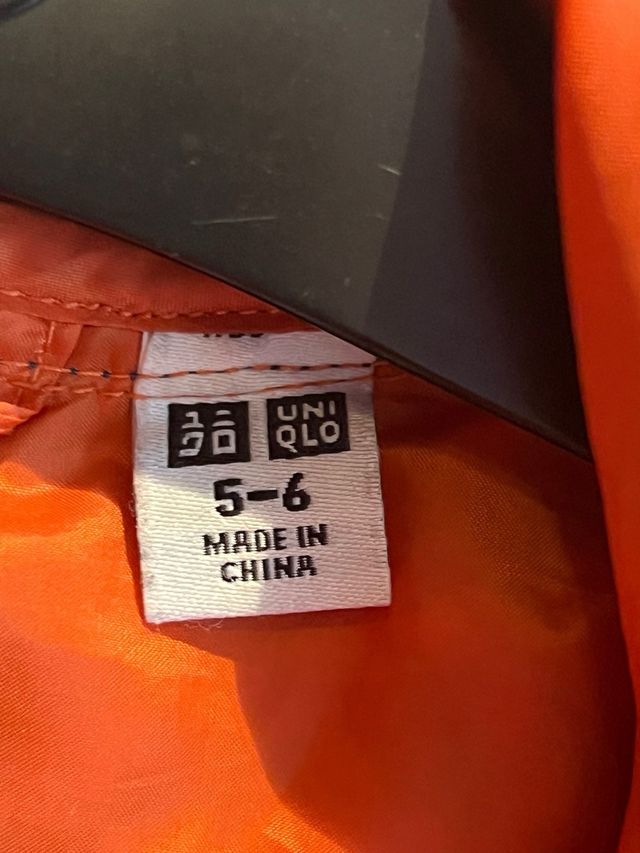 ユニ UNI
クロ QLO
5-6
MADE IN
CHINA